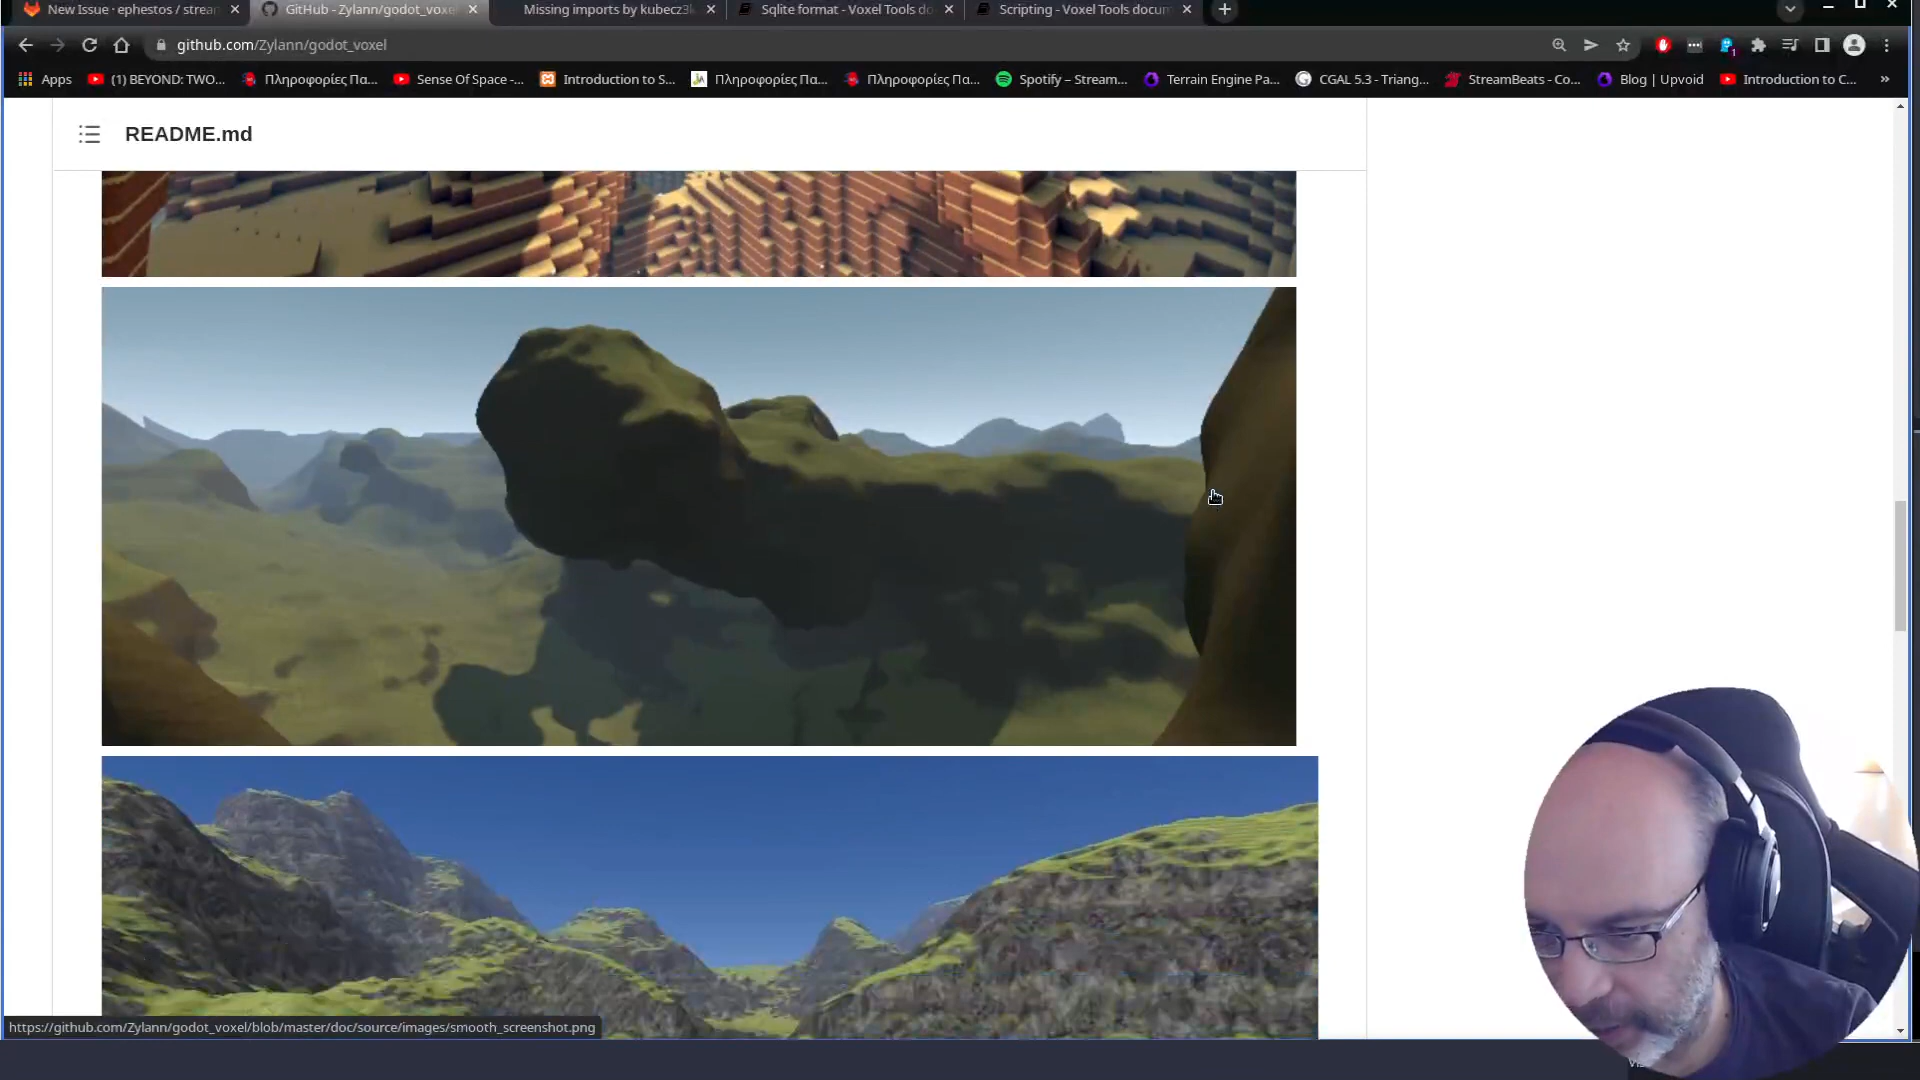 New Issue · ephestos / strea
GitHub - Zylann/godot_voxel
Missing imports by kubecz3k
Sqlite format - Voxel Tools do
Scripting - Voxel Tools docum
github.com/Zylann/godot_voxel
Apps
(1) BEYOND: TWO...
Πληροφορίες Πα...
Sense Of Space -...
Introduction to S...
Πληροφορίες Πα...
Πληροφορίες Πα...
Spotify – Stream...
Terrain Engine Pa...
CGAL 5.3 - Triang...
StreamBeats - Co...
Blog | Upvoid
Introduction to C...
README.md
https://github.com/Zylann/godot_voxel/blob/master/doc/source/images/smooth_screenshot.png